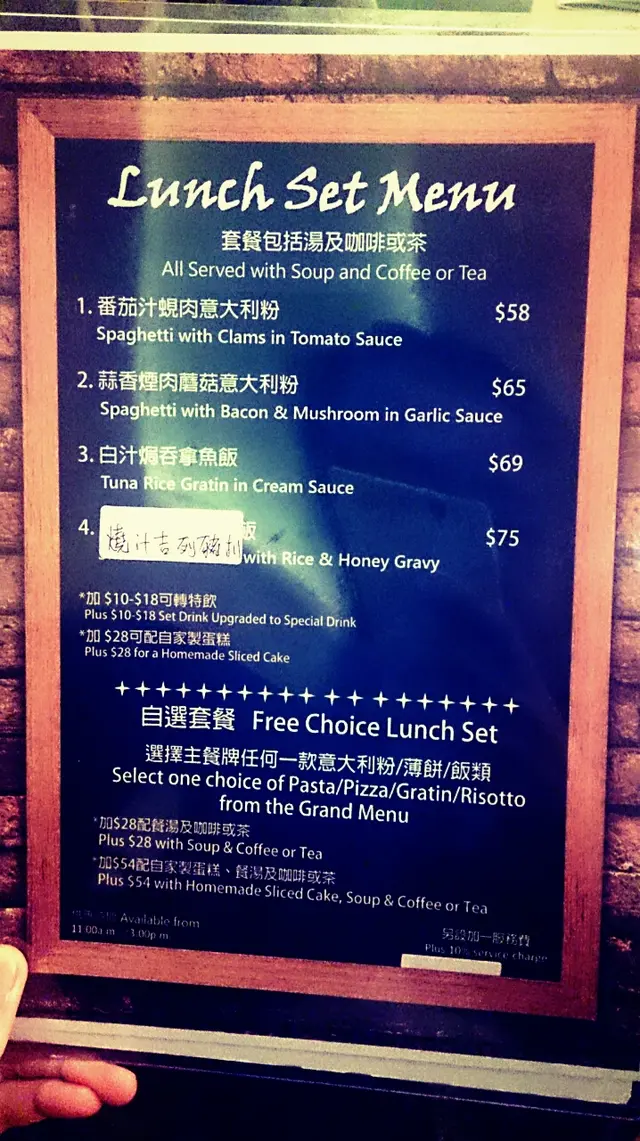 Lunch Set Menu
套餐包括湯及咖啡或茶
All Served with Soup and Coffee or Tea
1. 番茄汁蜆肉意大利粉 $58
Spaghetti with Clams in Tomato Sauce
2. 蒜香煙肉蘑菇意大利粉 $65
Spaghetti with Bacon & Mushroom in Garlic Sauce
3. 白汁焗吞拿魚飯 $69
Tuna Rice Gratin in Cream Sauce
4. 燒汁吉列豬扒飯 $75
with Rice & Honey Gravy
*加 $10-$18可轉特飲
Plus $10-$18 Set Drink Upgraded to Special Drink
*加 $28可配自家製蛋糕
Plus $28 for a Homemade Sliced Cake
自選套餐 Free Choice Lunch Set
選擇主餐牌任何一款意大利粉/薄餅/飯類
Select one choice of Pasta/Pizza/Gratin/Risotto
from the Grand Menu
*加$28配餐湯及咖啡或茶
Plus $28 with Soup & Coffee or Tea
*加$54配自家製蛋糕、餐湯及咖啡或茶
Plus $54 with Homemade Sliced Cake, Soup & Coffee or Tea
Available from
11:00a.m. - 3:00p.m.
另設加一服務費
Plus 10% service charge